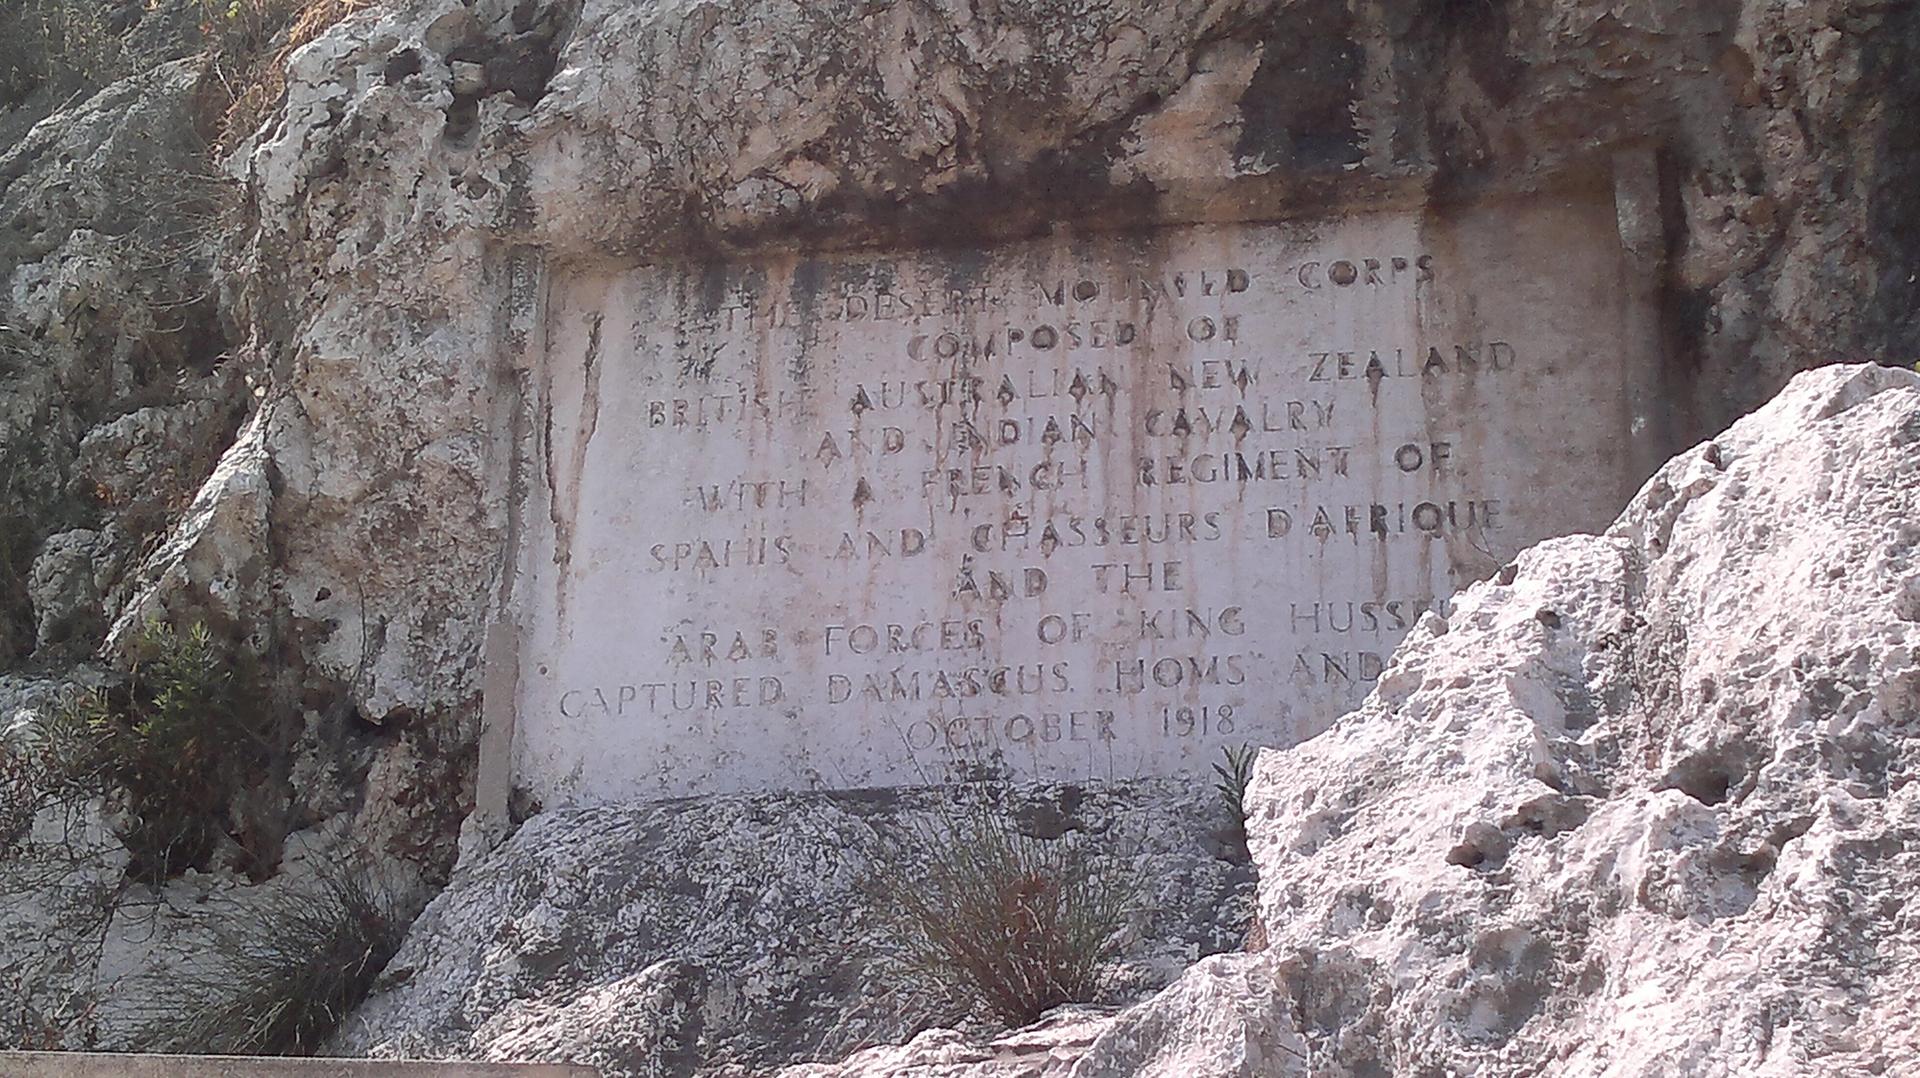 THE DESERT MOUNTED CORPS
COMPOSED OF
BRITISH AUSTRALIAN NEW ZEALAND
AND INDIAN CAVALRY
WITH A FRENCH REGIMENT OF
SPAHIS AND CHASSEURS D'AFRIQUE
AND THE
ARAB FORCES OF KING
CAPTURED DAMASCUS HOMS AND
OCTOBER 1918